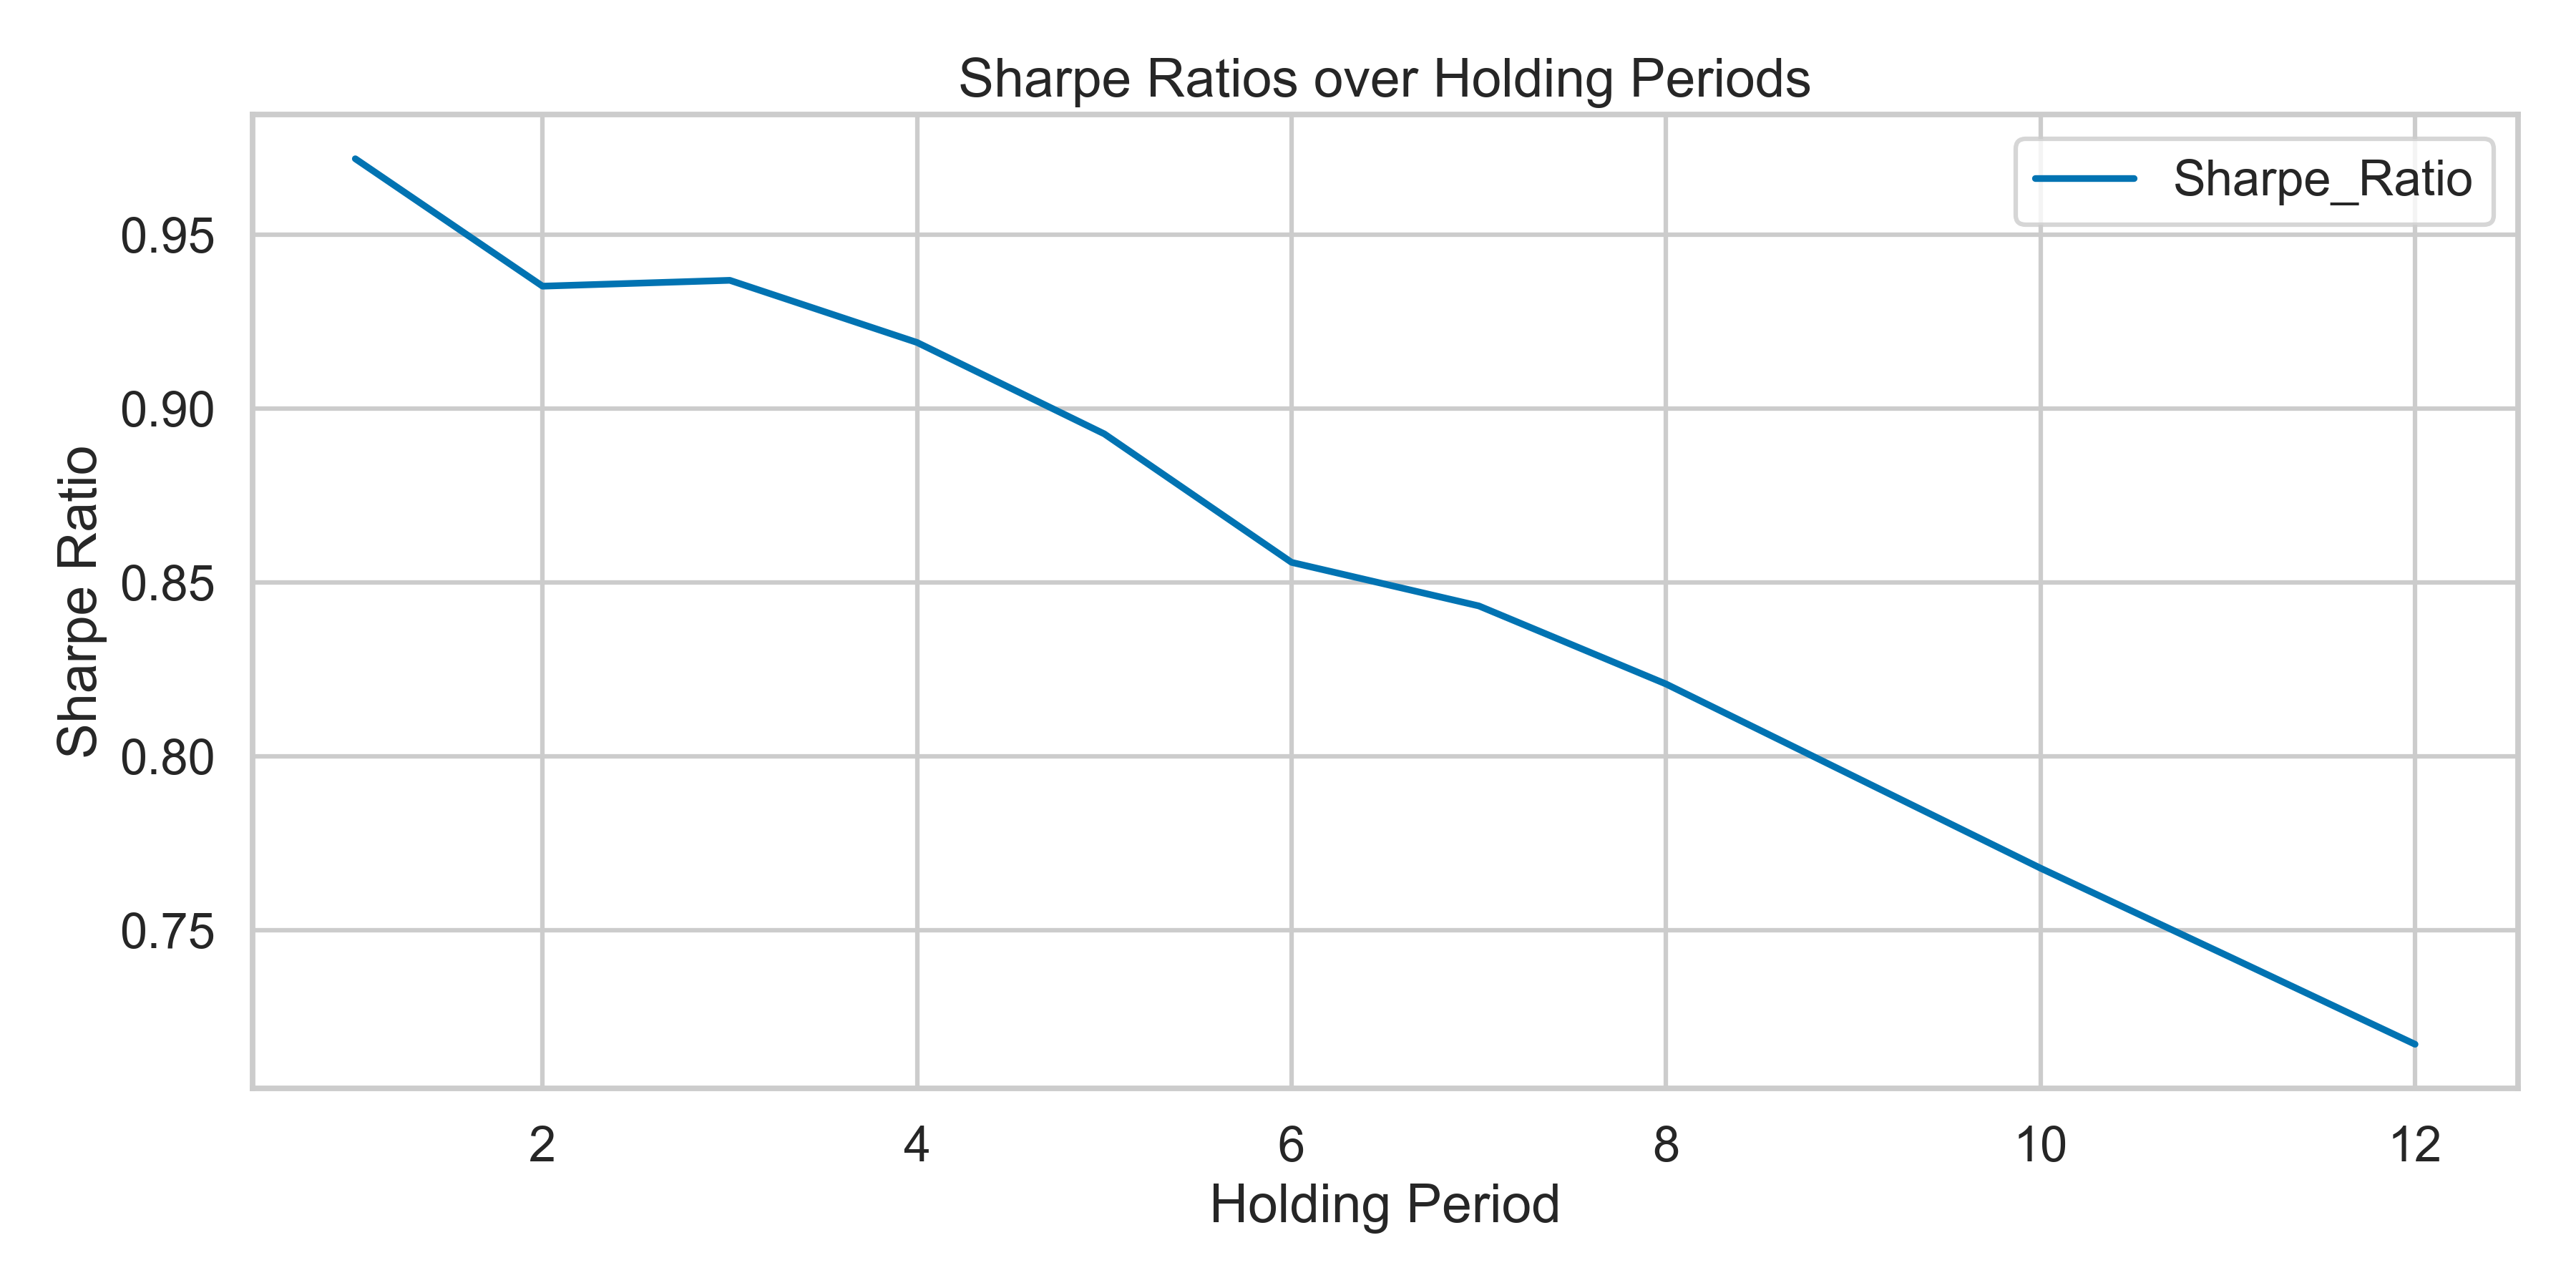 Sharpe Ratios over Holding Periods
Sharpe_Ratio
Sharpe Ratio
0.95
0.90
0.85
0.80
0.75
2 4 6 8 10 12
Holding Period